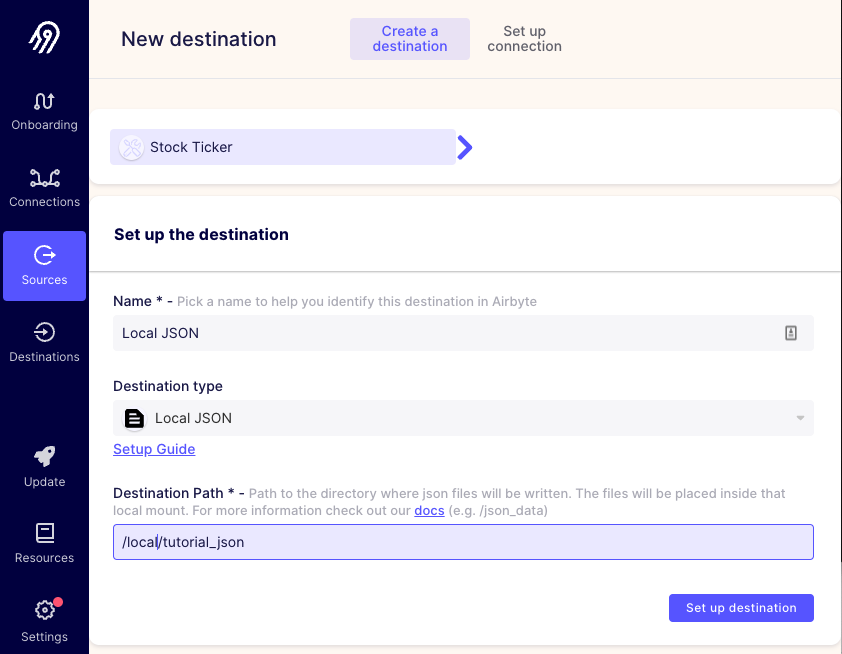 New destination
Create a
destination
Set up
connection
Onboarding
Connections
Sources
Destinations
Update
Resources
Settings
Stock Ticker
Set up the destination
Name * - Pick a name to help you identify this destination in Airbyte
Local JSON
Destination type
Local JSON
Setup Guide
Destination Path * - Path to the directory where json files will be written. The files will be placed inside that
local mount. For more information check out our docs (e.g. /json_data)
/local/tutorial_json
Set up destination